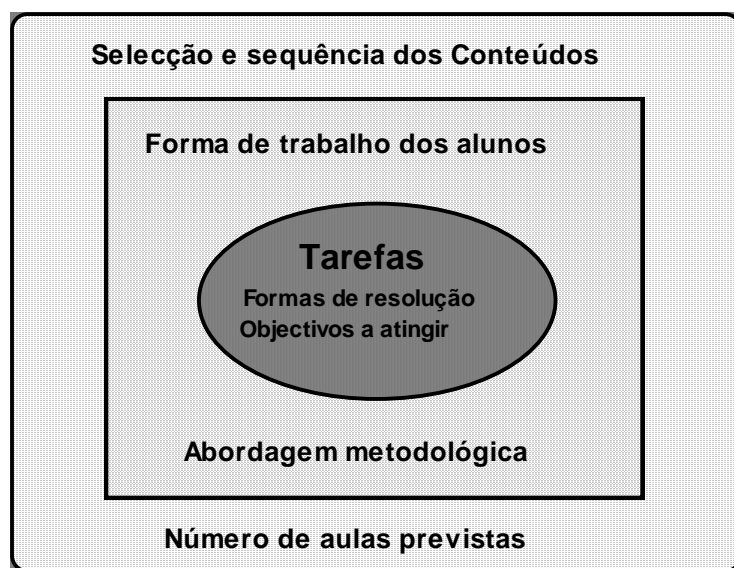 Selecção e sequência dos Conteúdos
Forma de trabalho dos alunos
Tarefas
Formas de resolução
Objectivos a atingir
Abordagem metodológica
Número de aulas previstas